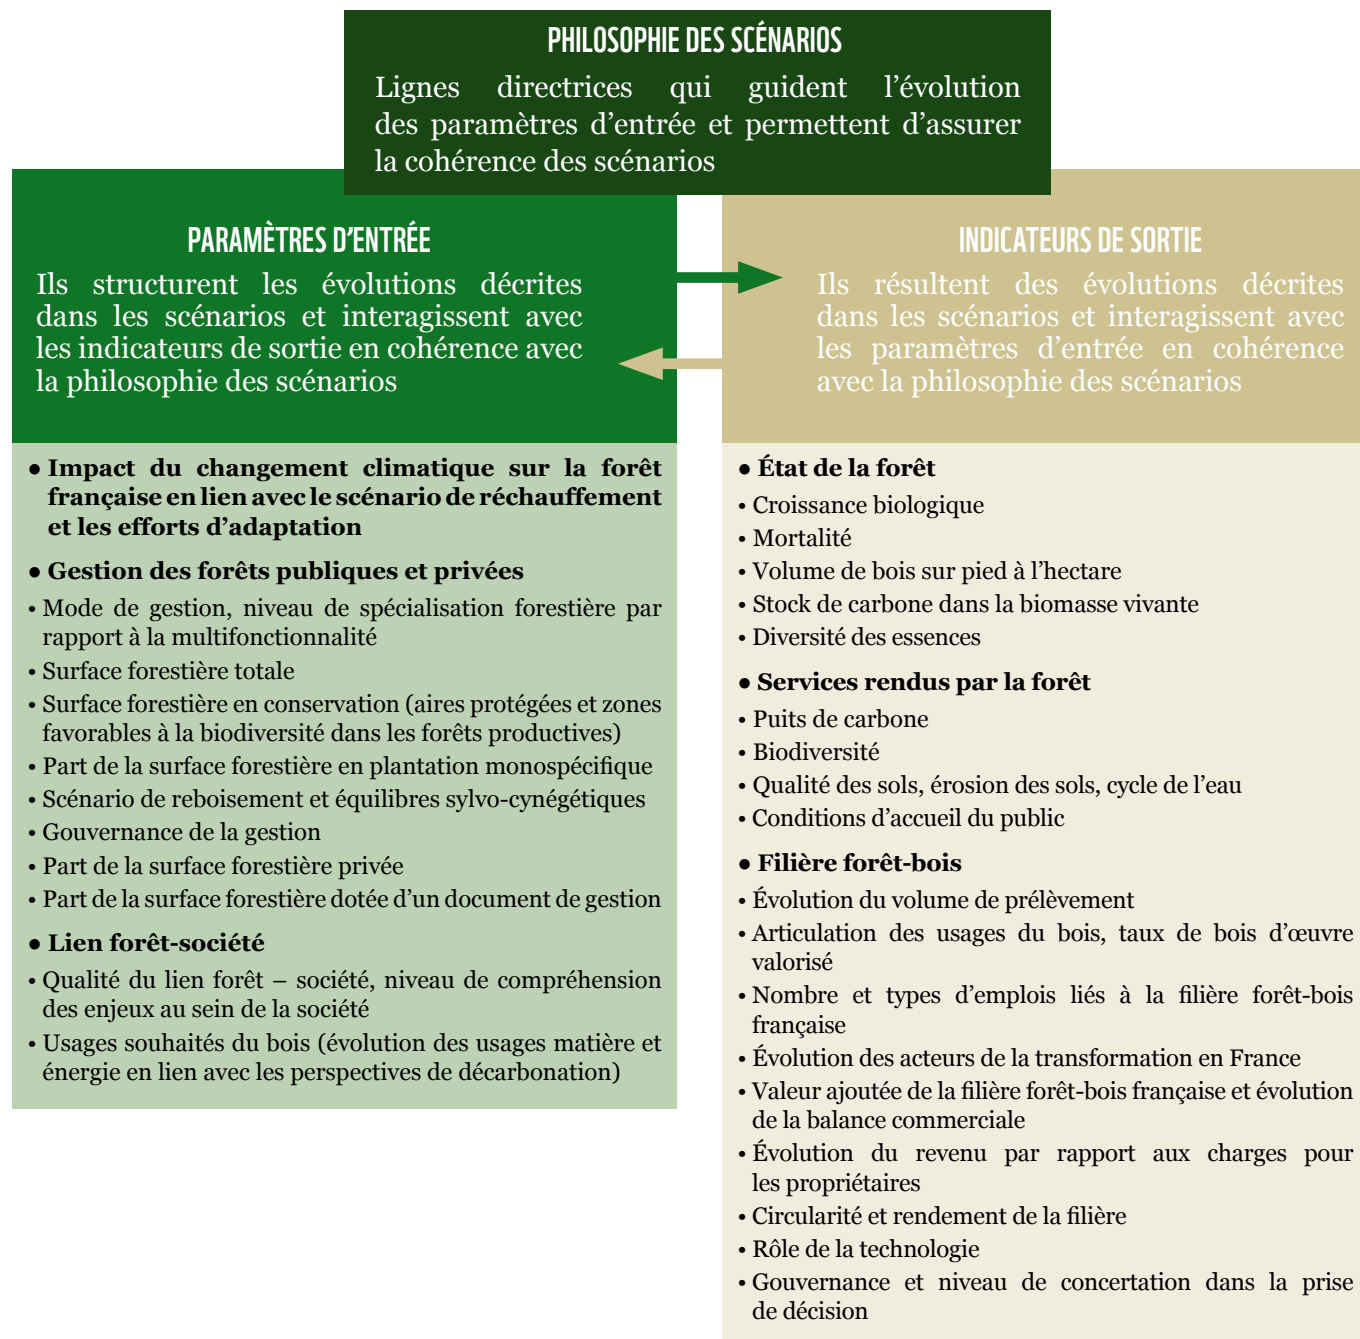 PHILOSOPHIE DES SCÉNARIOS
Lignes directrices qui guident l’évolution
des paramètres d’entrée et permettent d’assurer
la cohérence des scénarios
PARAMÈTRES D’ENTRÉE
Ils structurent les évolutions décrites
dans les scénarios et interagissent avec
les indicateurs de sortie en cohérence avec
la philosophie des scénarios
● Impact du changement climatique sur la forêt
française en lien avec le scénario de réchauffement
et les efforts d’adaptation
● Gestion des forêts publiques et privées
• Mode de gestion, niveau de spécialisation forestière par
rapport à la multifonctionnalité
• Surface forestière totale
• Surface forestière en conservation (aires protégées et zones
favorables à la biodiversité dans les forêts productives)
• Part de la surface forestière en plantation monospécifique
• Scénario de reboisement et équilibres sylvo-cynégétiques
• Gouvernance de la gestion
• Part de la surface forestière privée
• Part de la surface forestière dotée d’un document de gestion
● Lien forêt-société
• Qualité du lien forêt – société, niveau de compréhension
des enjeux au sein de la société
• Usages souhaités du bois (évolution des usages matière et
énergie en lien avec les perspectives de décarbonation)
INDICATEURS DE SORTIE
Ils résultent des évolutions décrites
dans les scénarios et interagissent avec
les paramètres d’entrée en cohérence
avec la philosophie des scénarios
● État de la forêt
• Croissance biologique
• Mortalité
• Volume de bois sur pied à l’hectare
• Stock de carbone dans la biomasse vivante
• Diversité des essences
● Services rendus par la forêt
• Puits de carbone
• Biodiversité
• Qualité des sols, érosion des sols, cycle de l’eau
• Conditions d’accueil du public
● Filière forêt-bois
• Évolution du volume de prélèvement
• Articulation des usages du bois, taux de bois d’œuvre
valorisé
• Nombre et types d’emplois liés à la filière forêt-bois
française
• Évolution des acteurs de la transformation en France
• Valeur ajoutée de la filière forêt-bois française et évolution
de la balance commerciale
• Évolution du revenu par rapport aux charges pour
les propriétaires
• Circularité et rendement de la filière
• Rôle de la technologie
• Gouvernance et niveau de concertation dans la prise
de décision